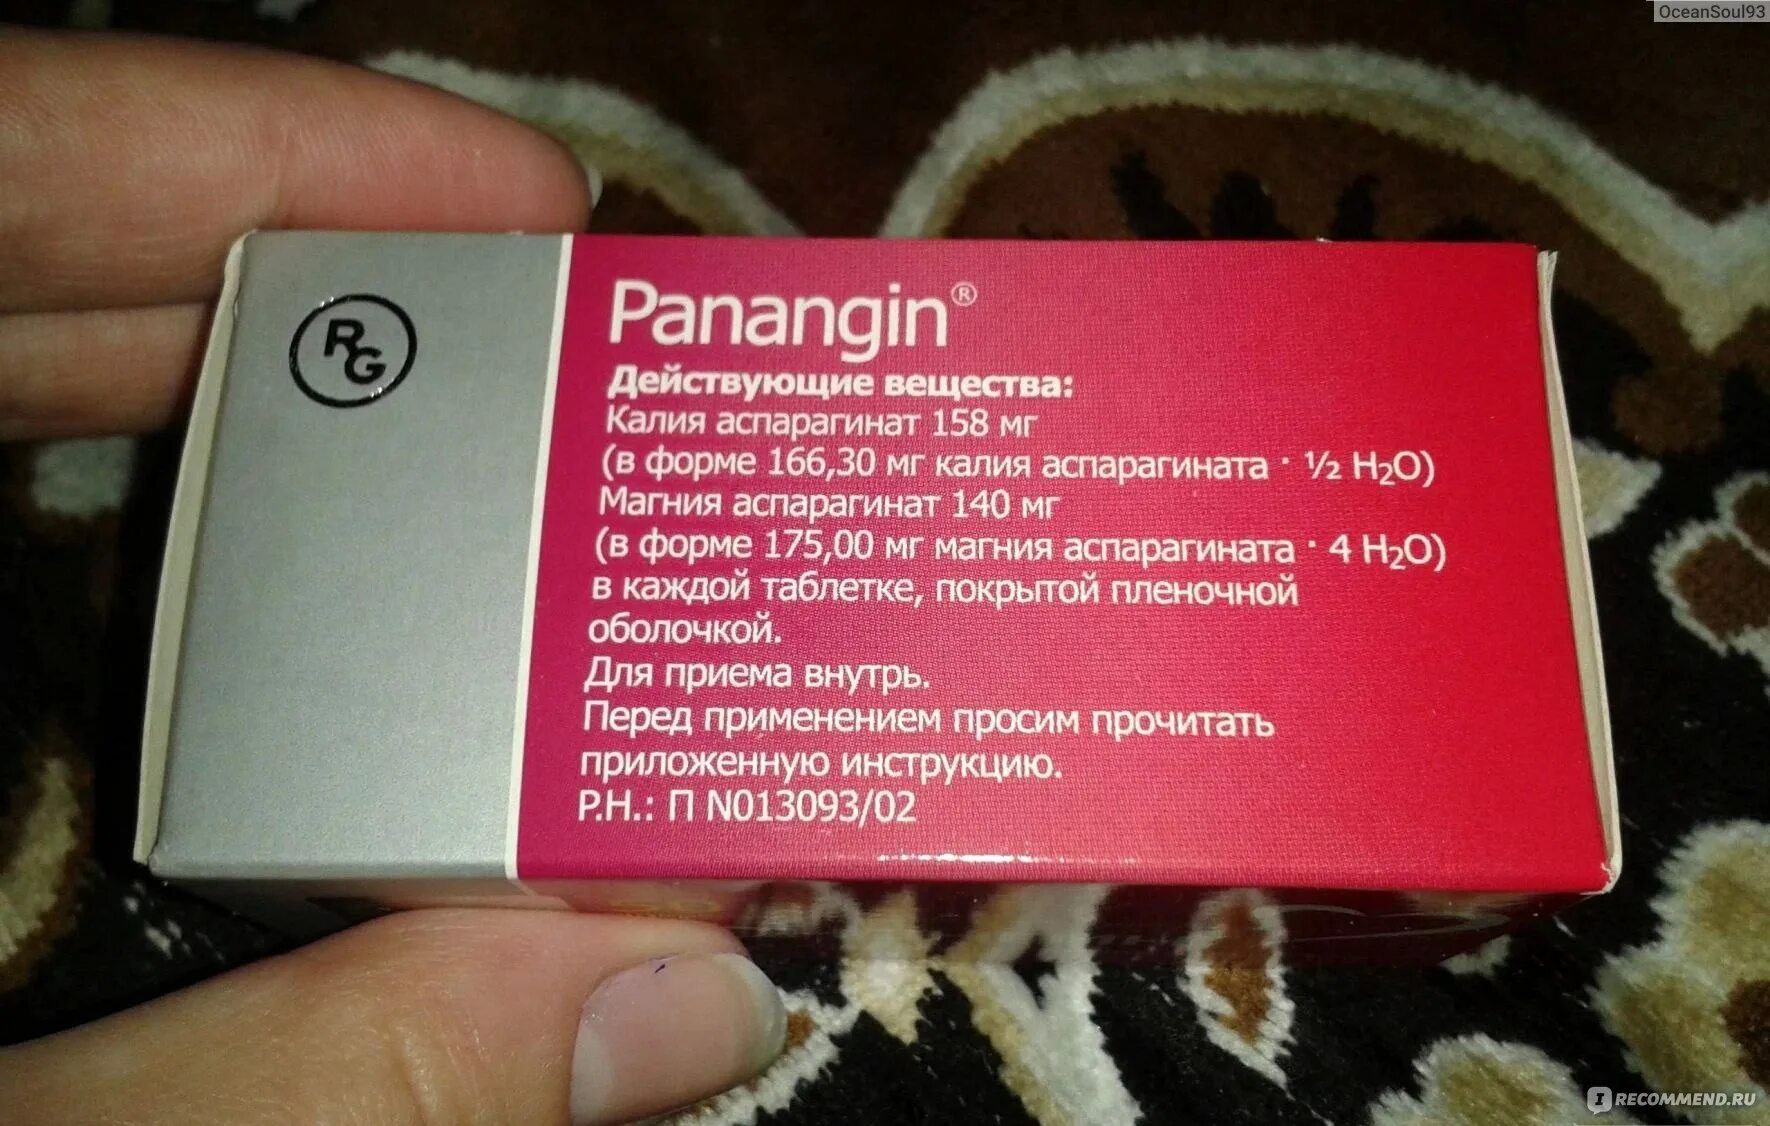 OceanSoul93
RG
Panangin®
Действующие вещества:
Калия аспарагинат 158 мг
(в форме 166,30 мг калия аспарагината · ½ H₂O)
Магния аспарагинат 140 мг
(в форме 175,00 мг магния аспарагината · 4 H₂O)
в каждой таблетке, покрытой пленочной
оболочкой.
Для приема внутрь.
Перед применением просим прочитать
приложенную инструкцию.
Р.Н.: П N013093/02
I RECOMMEND.RU